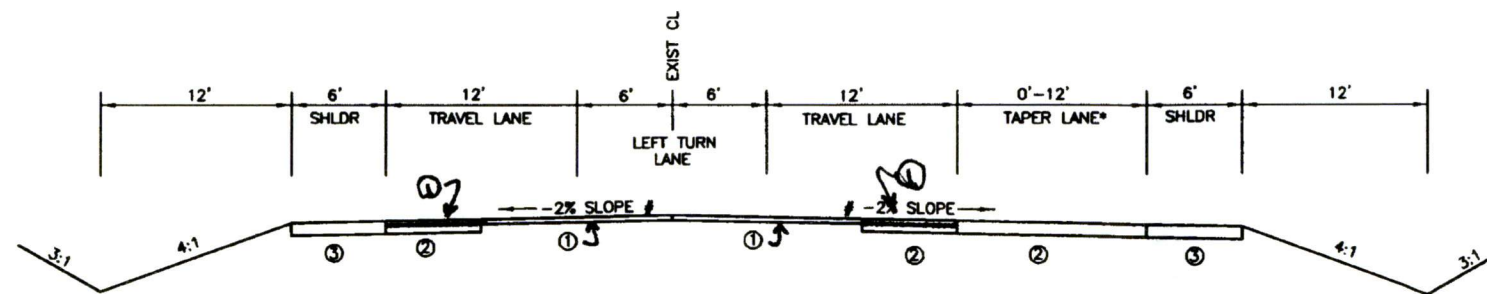 EXIST CL
12' 6' 12' 6' 6' 12' 0'-12' 6' 12'
SHLDR TRAVEL LANE TRAVEL LANE TAPER LANE* SHLDR
LEFT TURN
LANE
① ①
-2% SLOPE # # -2% SLOPE
3:1 4:1 ③ ② ① ① ② ② ③ 4:1 3:1